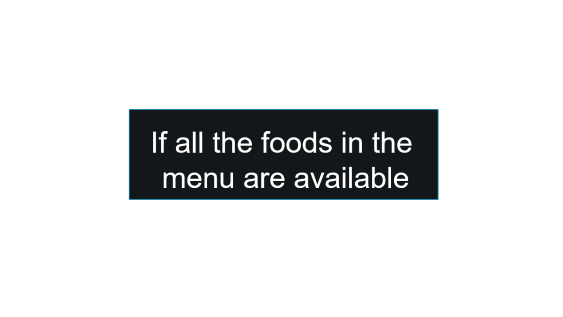 If all the foods in the
menu are available